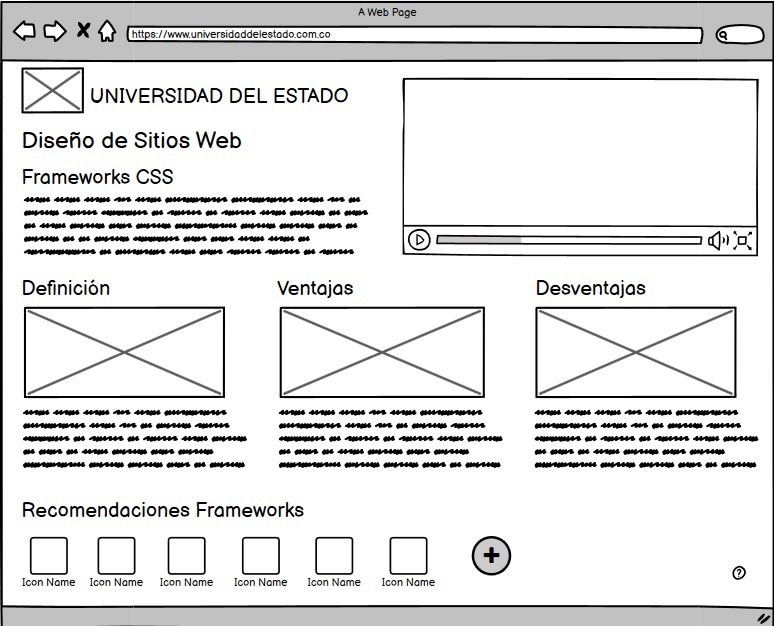 A Web Page
https://www.universidaddelestado.com.co
UNIVERSIDAD DEL ESTADO
Diseño de Sitios Web
Frameworks CSS
Definición
Ventajas
Desventajas
Recomendaciones Frameworks
Icon Name
Icon Name
Icon Name
Icon Name
Icon Name
Icon Name
?